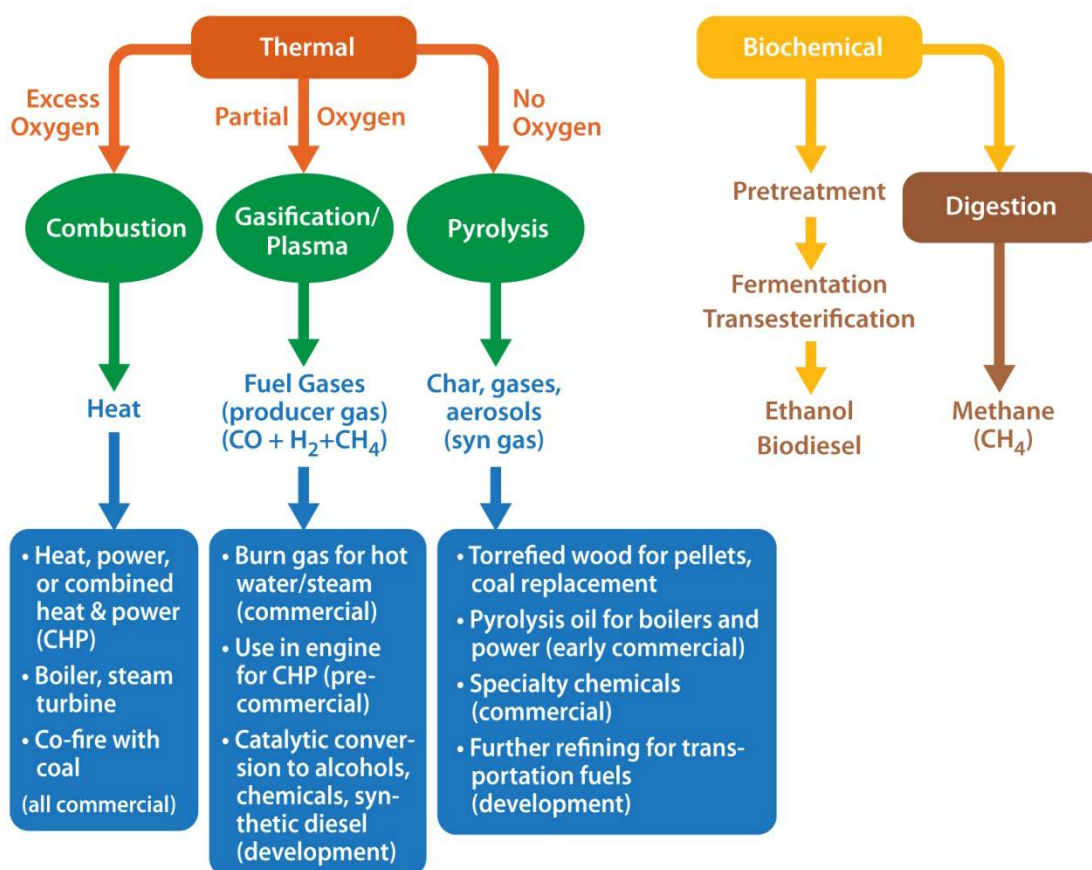 Thermal
Excess
Oxygen
Partial Oxygen
No
Oxygen
Combustion
Gasification/
Plasma
Pyrolysis
Heat
Fuel Gases
(producer gas)
(CO + H₂+CH₄)
Char, gases,
aerosols
(syn gas)
• Heat, power,
or combined
heat & power
(CHP)
• Boiler, steam
turbine
• Co-fire with
coal
(all commercial)
• Burn gas for hot
water/steam
(commercial)
• Use in engine
for CHP (pre-
commercial)
• Catalytic conver-
sion to alcohols,
chemicals, syn-
thetic diesel
(development)
• Torrefied wood for pellets,
coal replacement
• Pyrolysis oil for boilers and
power (early commercial)
• Specialty chemicals
(commercial)
• Further refining for trans-
portation fuels
(development)
Biochemical
Pretreatment
Fermentation
Transesterification
Ethanol
Biodiesel
Digestion
Methane
(CH₄)